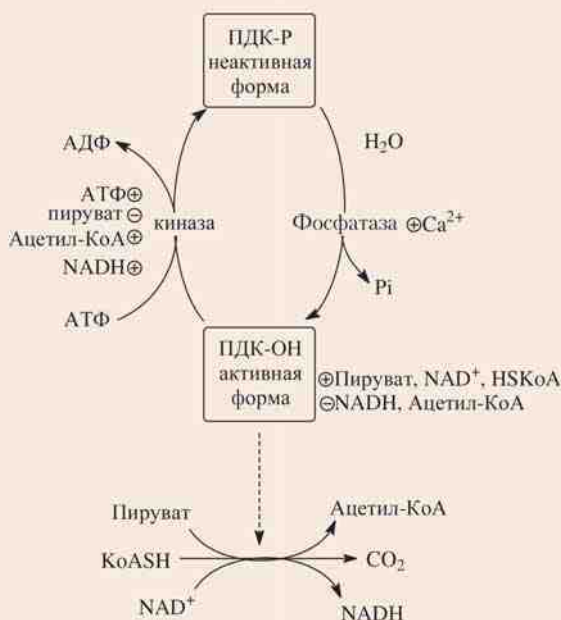 ПДК-Р
неактивная
форма
АДФ
H₂O
АТФ⊕
пируват ⊖
киназа
Фосфатаза ⊕Ca²⁺
Ацетил-КоА⊕
NADH⊕
Pi
АТФ
ПДК-ОН
активная
форма
⊕Пируват, NAD⁺, HSKoA
⊖NADH, Ацетил-КоА
Пируват
Ацетил-КоА
KoASH
CO₂
NAD⁺
NADH